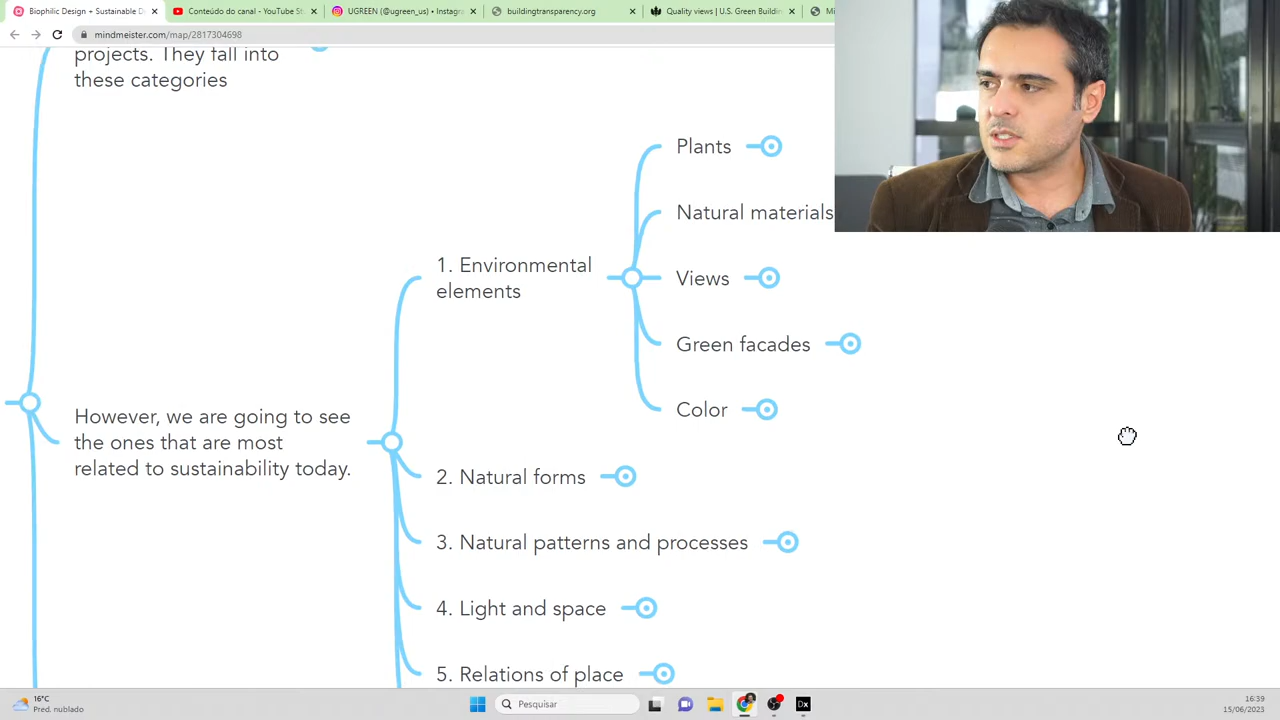 Biophilic Design + Sustainable D
Conteúdo do canal - YouTube St
UGREEN (@ugreen_us) • Instagr
buildingtransparency.org
Quality views | U.S. Green Buildin
Mi
mindmeister.com/map/2817304698
projects. They fall into
these categories
Plants
Natural materials
Views
Green facades
Color
1. Environmental
elements
However, we are going to see
the ones that are most
related to sustainability today.
2. Natural forms
3. Natural patterns and processes
4. Light and space
5. Relations of place
16°C
Pred. nublado
Pesquisar
Dx
16:39
15/06/2023